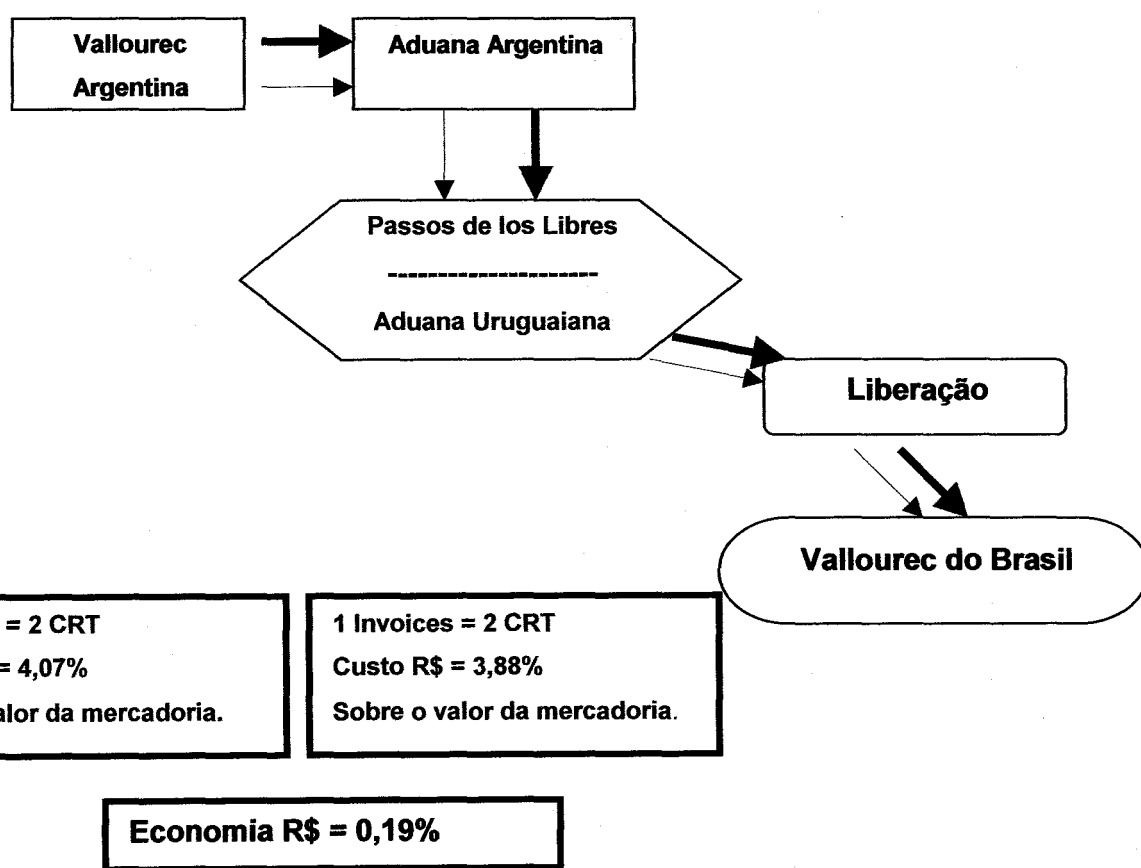 Vallourec
Argentina
Aduana Argentina
Passos de los Libres
----------------------
Aduana Uruguaiana
Liberação
Vallourec do Brasil
= 2 CRT
= 4,07%
alor da mercadoria.
1 Invoices = 2 CRT
Custo R$ = 3,88%
Sobre o valor da mercadoria.
Economia R$ = 0,19%